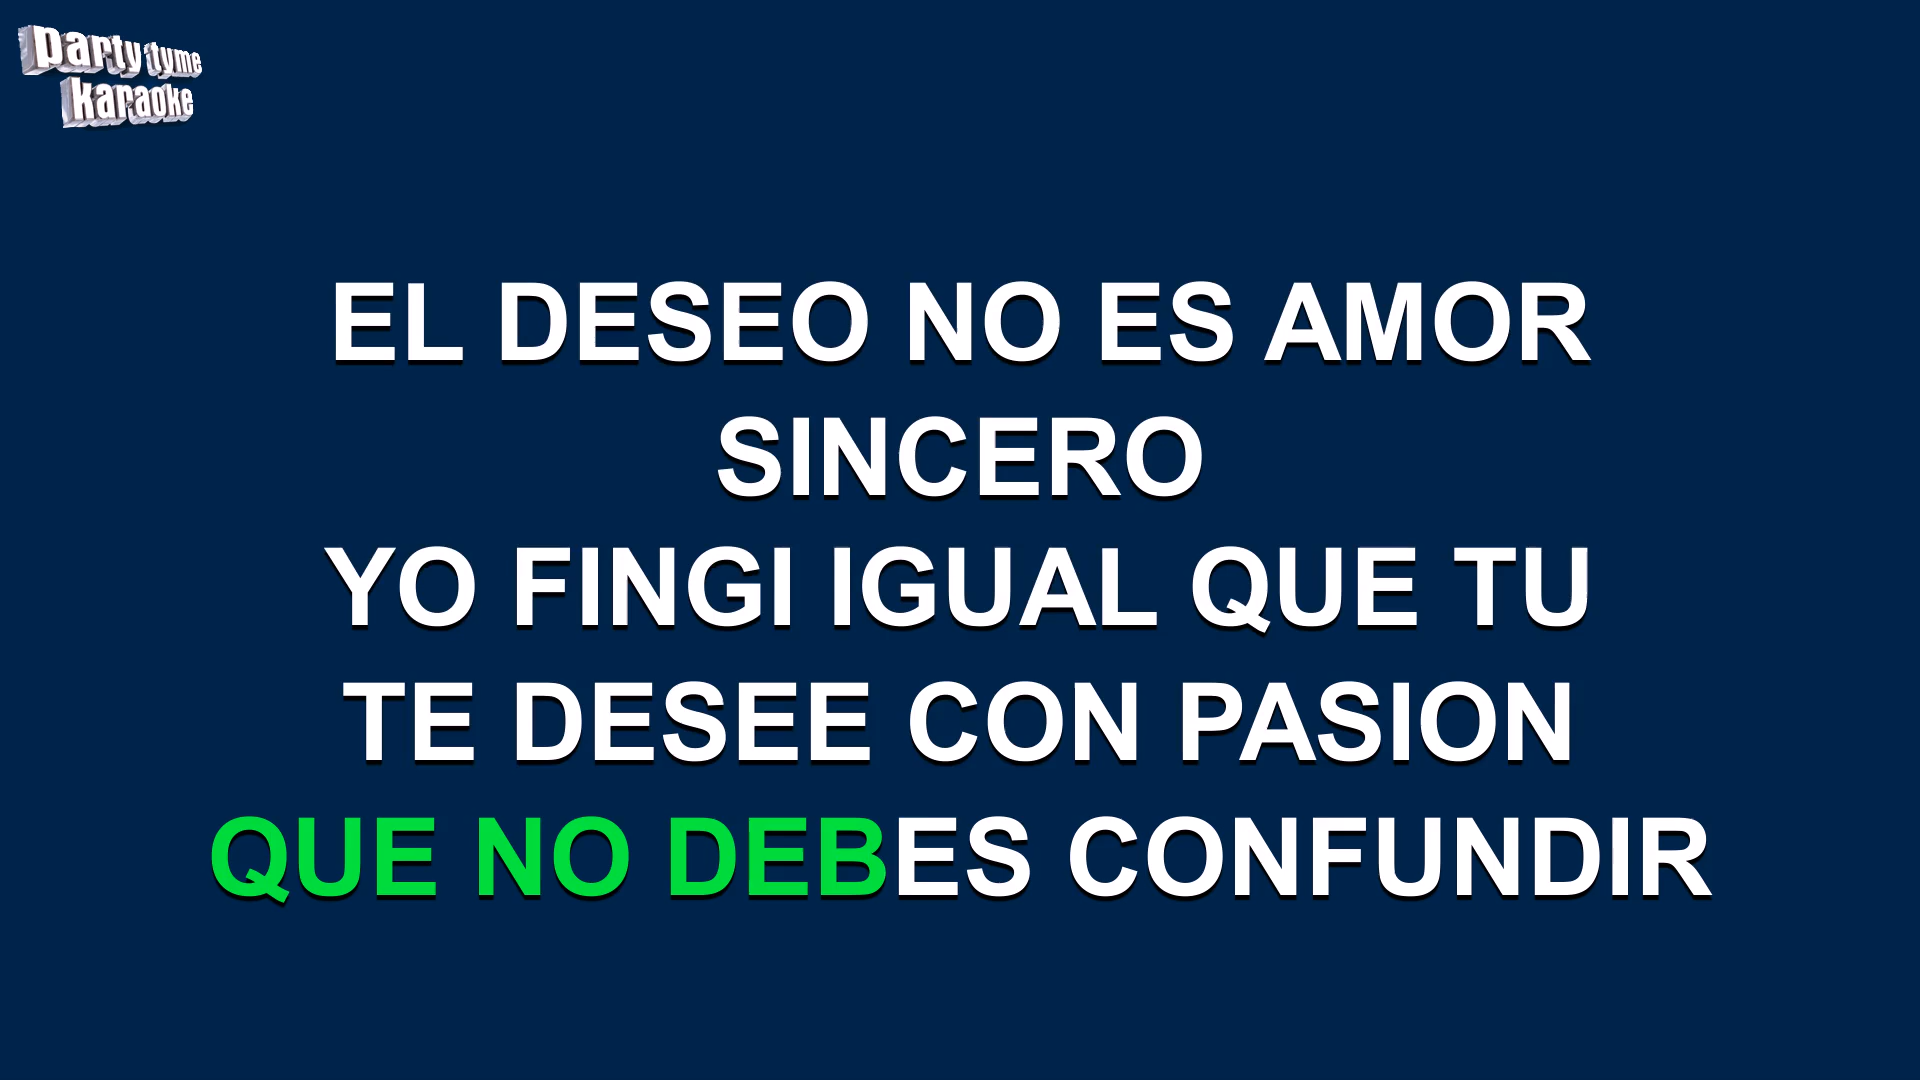 party tyme
karaoke
EL DESEO NO ES AMOR
SINCERO
YO FINGI IGUAL QUE TU
TE DESEE CON PASION
QUE NO DEBES CONFUNDIR